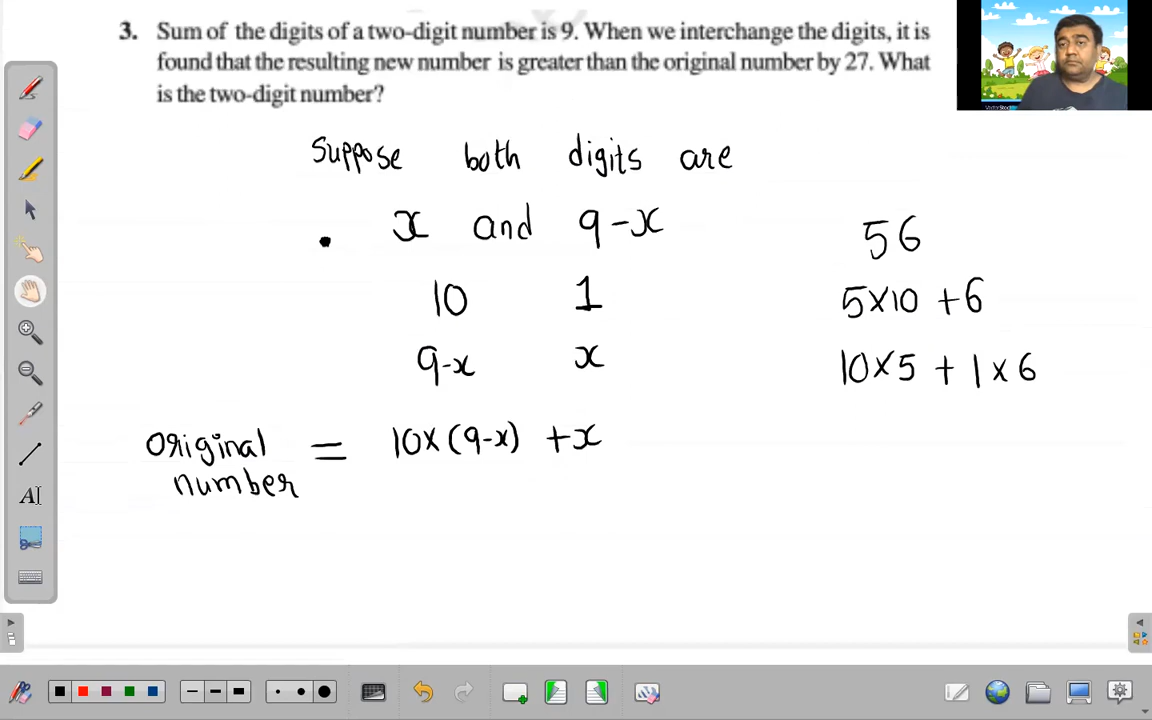 3. Sum of the digits of a two-digit number is 9. When we interchange the digits, it is
found that the resulting new number is greater than the original number by 27. What
is the two-digit number?
Suppose both digits are
x and 9-x
10 1
9-x x
Original number = 10×(9-x) +x
56
5×10 +6
10×5 + 1×6
AI